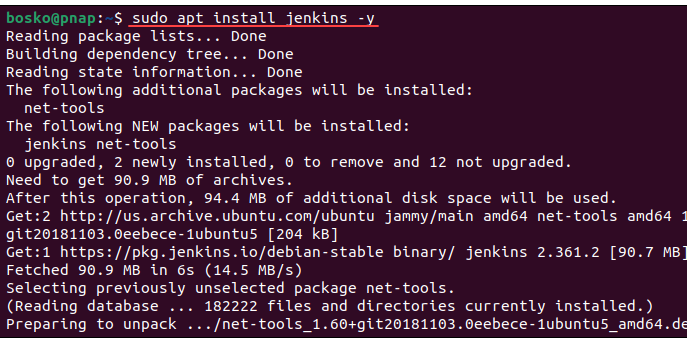 bosko@pnap:~$ sudo apt install jenkins -y
Reading package lists... Done
Building dependency tree... Done
Reading state information... Done
The following additional packages will be installed:
  net-tools
The following NEW packages will be installed:
  jenkins net-tools
0 upgraded, 2 newly installed, 0 to remove and 12 not upgraded.
Need to get 90.9 MB of archives.
After this operation, 94.4 MB of additional disk space will be used.
Get:2 http://us.archive.ubuntu.com/ubuntu jammy/main amd64 net-tools amd64 1
git20181103.0eebece-1ubuntu5 [204 kB]
Get:1 https://pkg.jenkins.io/debian-stable binary/ jenkins 2.361.2 [90.7 MB]
Fetched 90.9 MB in 6s (14.5 MB/s)
Selecting previously unselected package net-tools.
(Reading database ... 182222 files and directories currently installed.)
Preparing to unpack .../net-tools_1.60+git20181103.0eebece-1ubuntu5_amd64.de